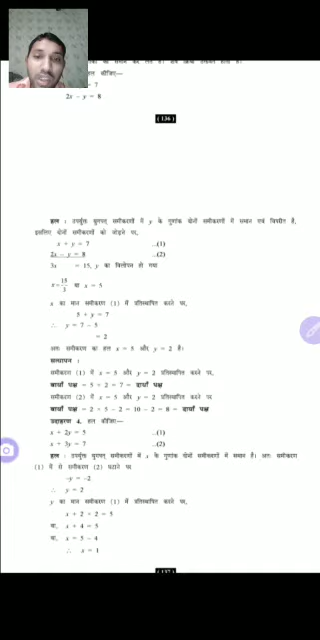 हल कीजिए—
= 7
2x – y = 8
(136)
हल : उपर्युक्त युगपत् समीकरणों में y के गुणांक दोनों समीकरणों में समान एवं विपरीत हैं,
इसलिए दोनों समीकरणों को जोड़ने पर,
x + y = 7 ...(1)
2x – y = 8 ...(2)
3x = 15, y का विलोपन हो गया
x = 15/3 या x = 5
x का मान समीकरण (1) में प्रतिस्थापित करने पर,
5 + y = 7
∴ y = 7 – 5
= 2
अतः समीकरण का हल x = 5 और y = 2 है।
सत्यापन :
समीकरण (1) में x = 5 और y = 2 प्रतिस्थापित करने पर,
बायाँ पक्ष = 5 + 2 = 7 = दायाँ पक्ष
समीकरण (2) में x = 5 और y = 2 प्रतिस्थापित करने पर
बायाँ पक्ष = 2 × 5 – 2 = 10 – 2 = 8 = दायाँ पक्ष
उदाहरण 4. हल कीजिए–
x + 2y = 5 ...(1)
x + 3y = 7 ...(2)
हल : उपर्युक्त युगपत् समीकरणों में x के गुणांक दोनों समीकरणों में समान हैं। अतः समीकरण
(1) में से समीकरण (2) घटाने पर
–y = –2
∴ y = 2
y का मान समीकरण (1) में प्रतिस्थापित करने पर,
x + 2 × 2 = 5
या, x + 4 = 5
या, x = 5 – 4
∴ x = 1
(137)